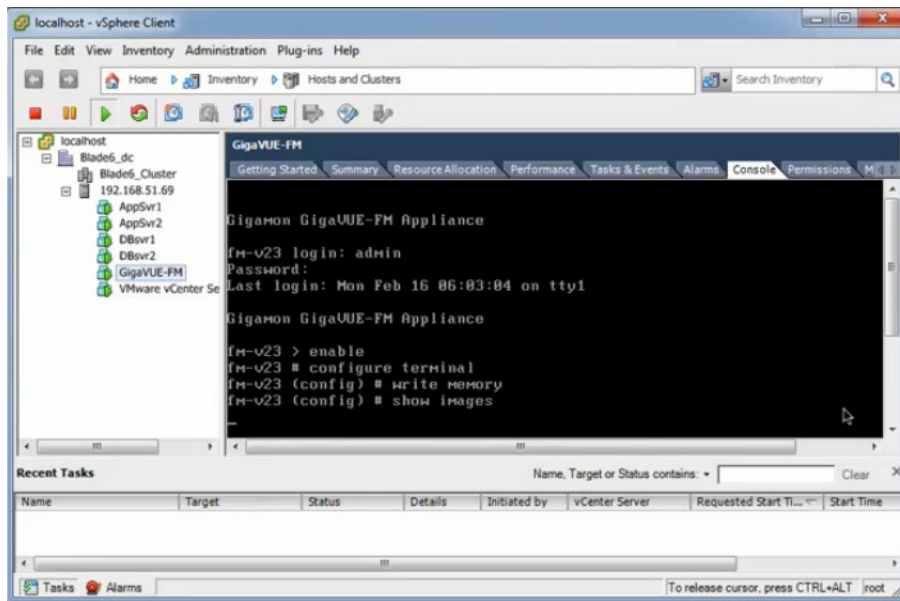 localhost - vSphere Client
File Edit View Inventory Administration Plug-ins Help
Home Inventory Hosts and Clusters Search Inventory
localhost
Blade6_dc
Blade6_Cluster
192.168.51.69
AppSvr1
AppSvr2
DBsvr1
DBsvr2
GigaVUE-FM
VMware vCenter Se
GigaVUE-FM
Getting Started Summary Resource Allocation Performance Tasks & Events Alarms Console Permissions M
Gigamon GigaVUE-FM Appliance
fm-v23 login: admin
Password:
Last login: Mon Feb 16 06:03:04 on tty1
Gigamon GigaVUE-FM Appliance
fm-v23 > enable
fm-v23 # configure terminal
fm-v23 (config) # write memory
fm-v23 (config) # show images
Recent Tasks Name, Target or Status contains: Clear
Name Target Status Details Initiated by vCenter Server Requested Start Ti... Start Time
Tasks Alarms To release cursor, press CTRL+ALT root